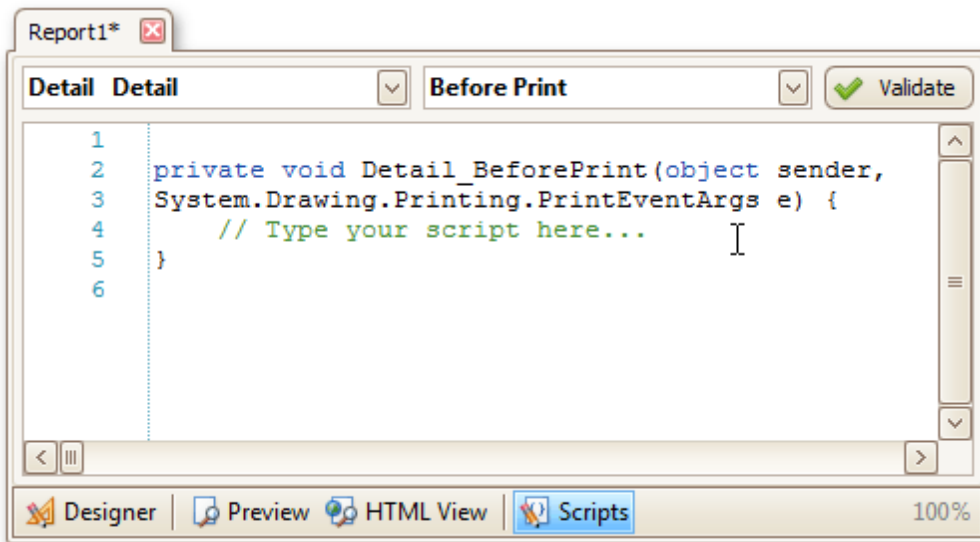 Report1*
Detail Detail Before Print Validate
1
2 private void Detail_BeforePrint(object sender,
3 System.Drawing.Printing.PrintEventArgs e) {
4 // Type your script here...
5 }
6
Designer Preview HTML View Scripts 100%